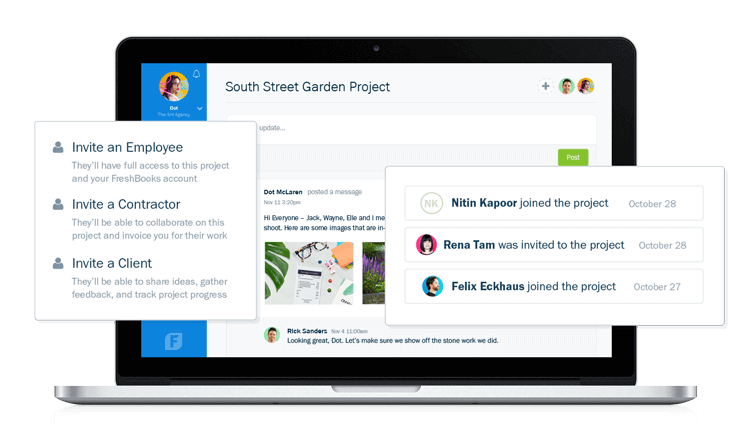 South Street Garden Project
Dot
The 3rd Agency
update...
Post
Invite an Employee
They'll have full access to this project
and your FreshBooks account
Invite a Contractor
They'll be able to collaborate on this
project and invoice you for their work
Invite a Client
They'll be able to share ideas, gather
feedback, and track project progress
Dot McLaren posted a message
Nov 11 3:20pm
Hi Everyone – Jack, Wayne, Elle and I me
shoot. Here are some images that are in-
NK Nitin Kapoor joined the project October 28
Rena Tam was invited to the project October 28
Felix Eckhaus joined the project October 27
Rick Sanders Nov 4 11:00am
Looking great, Dot. Let's make sure we show off the stone work we did.
F